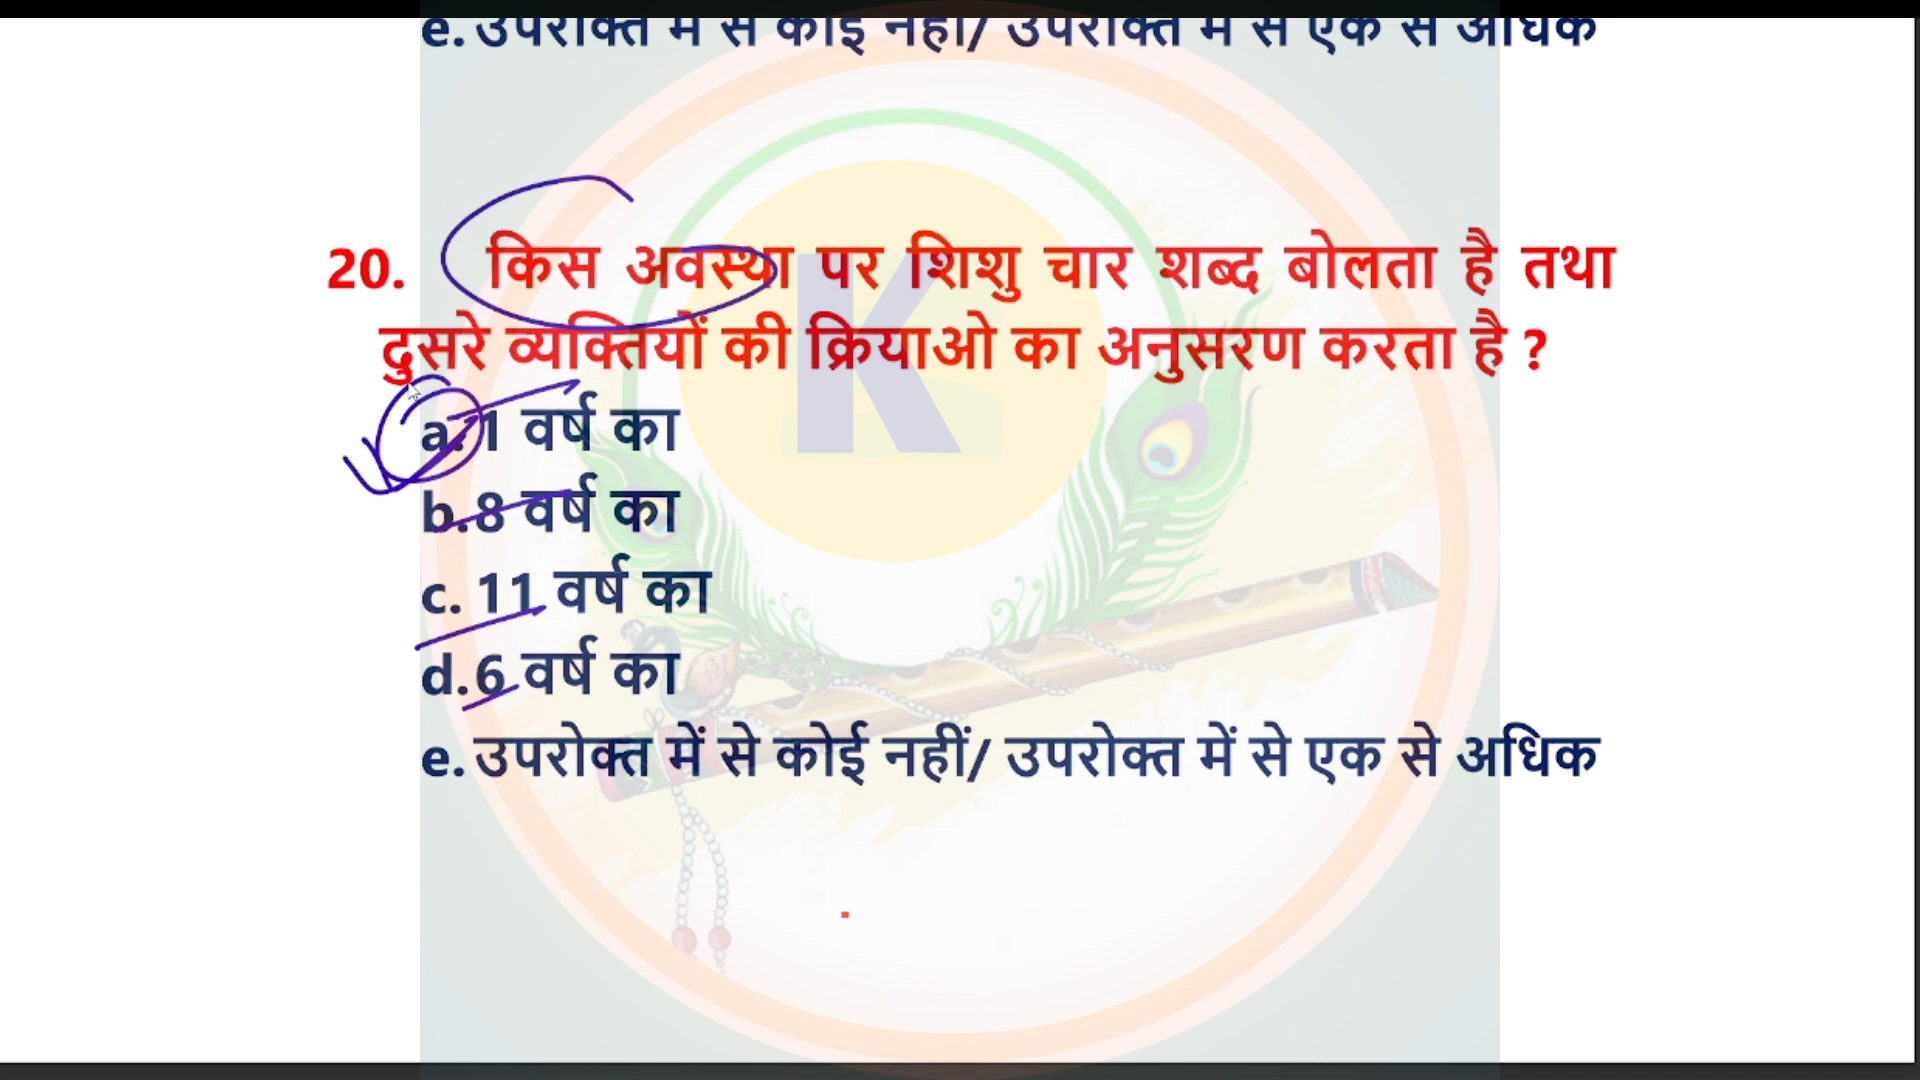 e. उपरोक्त में से कोई नहीं/ उपरोक्त में से एक से अधिक
20. किस अवस्था पर शिशु चार शब्द बोलता है तथा
दुसरे व्यक्तियों की क्रियाओ का अनुसरण करता है ?
a. 1 वर्ष का
b. 8 वर्ष का
c. 11 वर्ष का
d. 6 वर्ष का
e. उपरोक्त में से कोई नहीं/ उपरोक्त में से एक से अधिक
K